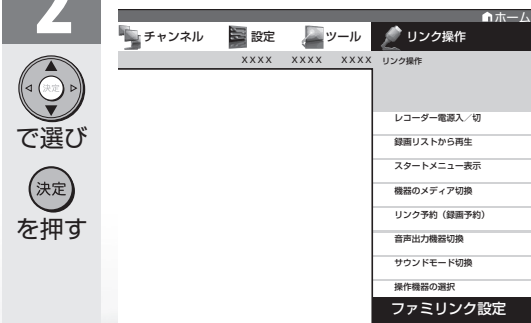 2
決定
で選び
決定
を押す
ホーム
チャンネル 設定 ツール リンク操作
XXXX XXXX XXXX リンク操作
レコーダー電源入／切
録画リストから再生
スタートメニュー表示
機器のメディア切換
リンク予約（録画予約）
音声出力機器切換
サウンドモード切換
操作機器の選択
ファミリンク設定